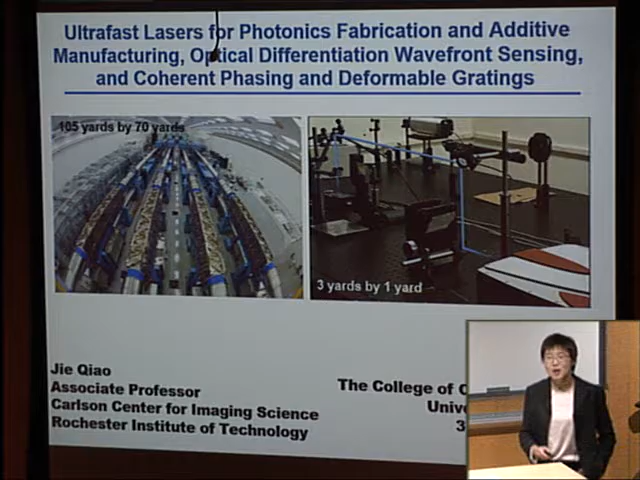 Ultrafast Lasers for Photonics Fabrication and Additive
Manufacturing, Optical Differentiation Wavefront Sensing,
and Coherent Phasing and Deformable Gratings
105 yards by 70 yards
3 yards by 1 yard
Jie Qiao
Associate Professor
Carlson Center for Imaging Science
Rochester Institute of Technology
The College of
Unive
3